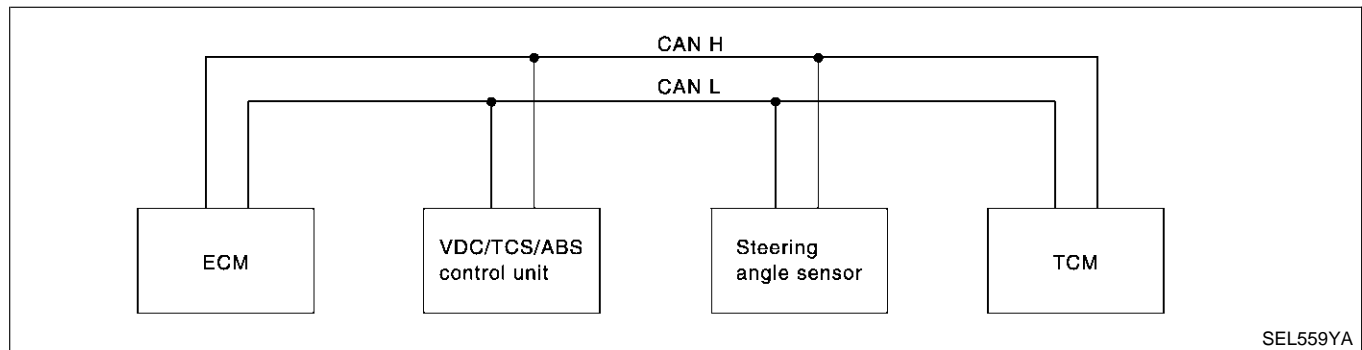 CAN H
CAN L
ECM
VDC/TCS/ABS
control unit
Steering
angle sensor
TCM
SEL559YA